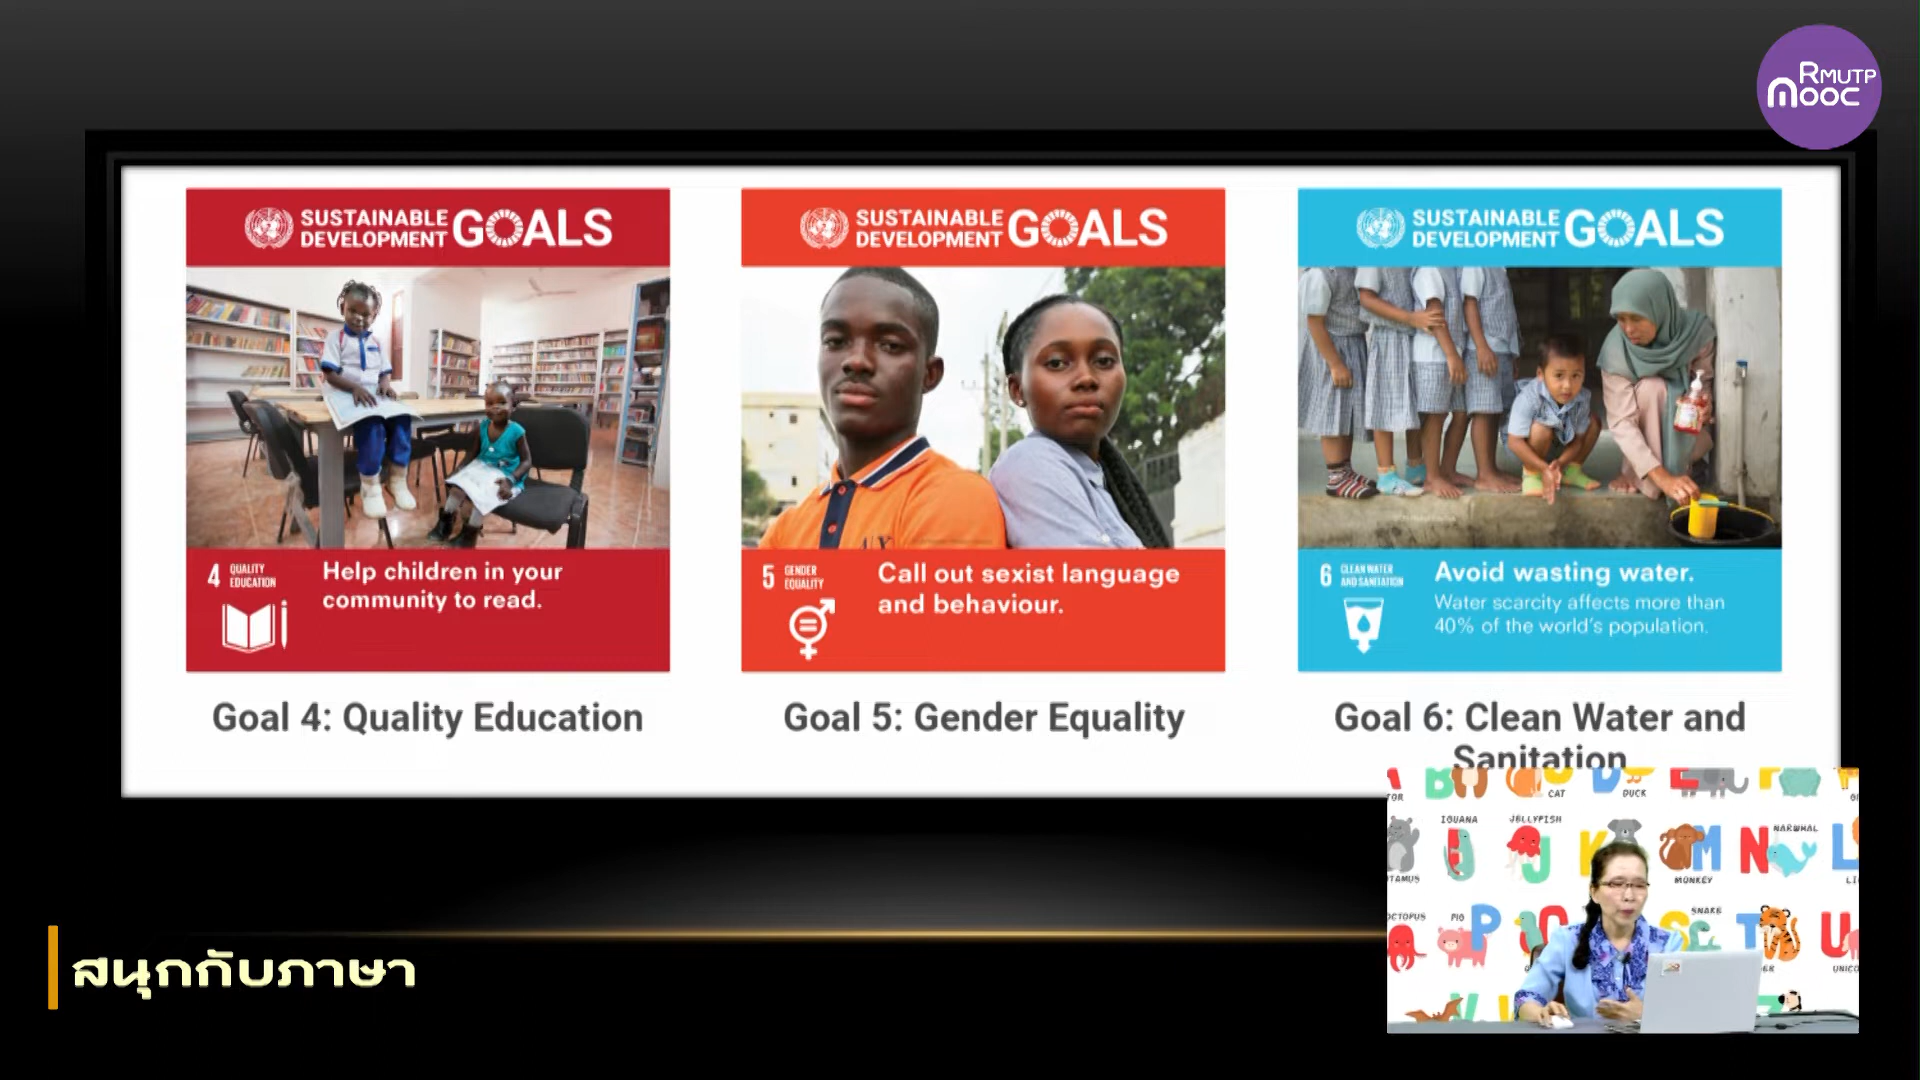 RMUTP
MOOC
SUSTAINABLE
DEVELOPMENT GOALS
SUSTAINABLE
DEVELOPMENT GOALS
SUSTAINABLE
DEVELOPMENT GOALS
4 QUALITY
EDUCATION
Help children in your
community to read.
5 GENDER
EQUALITY
Call out sexist language
and behaviour.
6 CLEAN WATER
AND SANITATION
Avoid wasting water.
Water scarcity affects more than
40% of the world's population.
Goal 4: Quality Education
Goal 5: Gender Equality
Goal 6: Clean Water and
Sanitation
CAT
DUCK
IGUANA
JELLYFISH
NARWHAL
MONKEY
OCTOPUS
PIG
SNAKE
สนุกกับภาษา